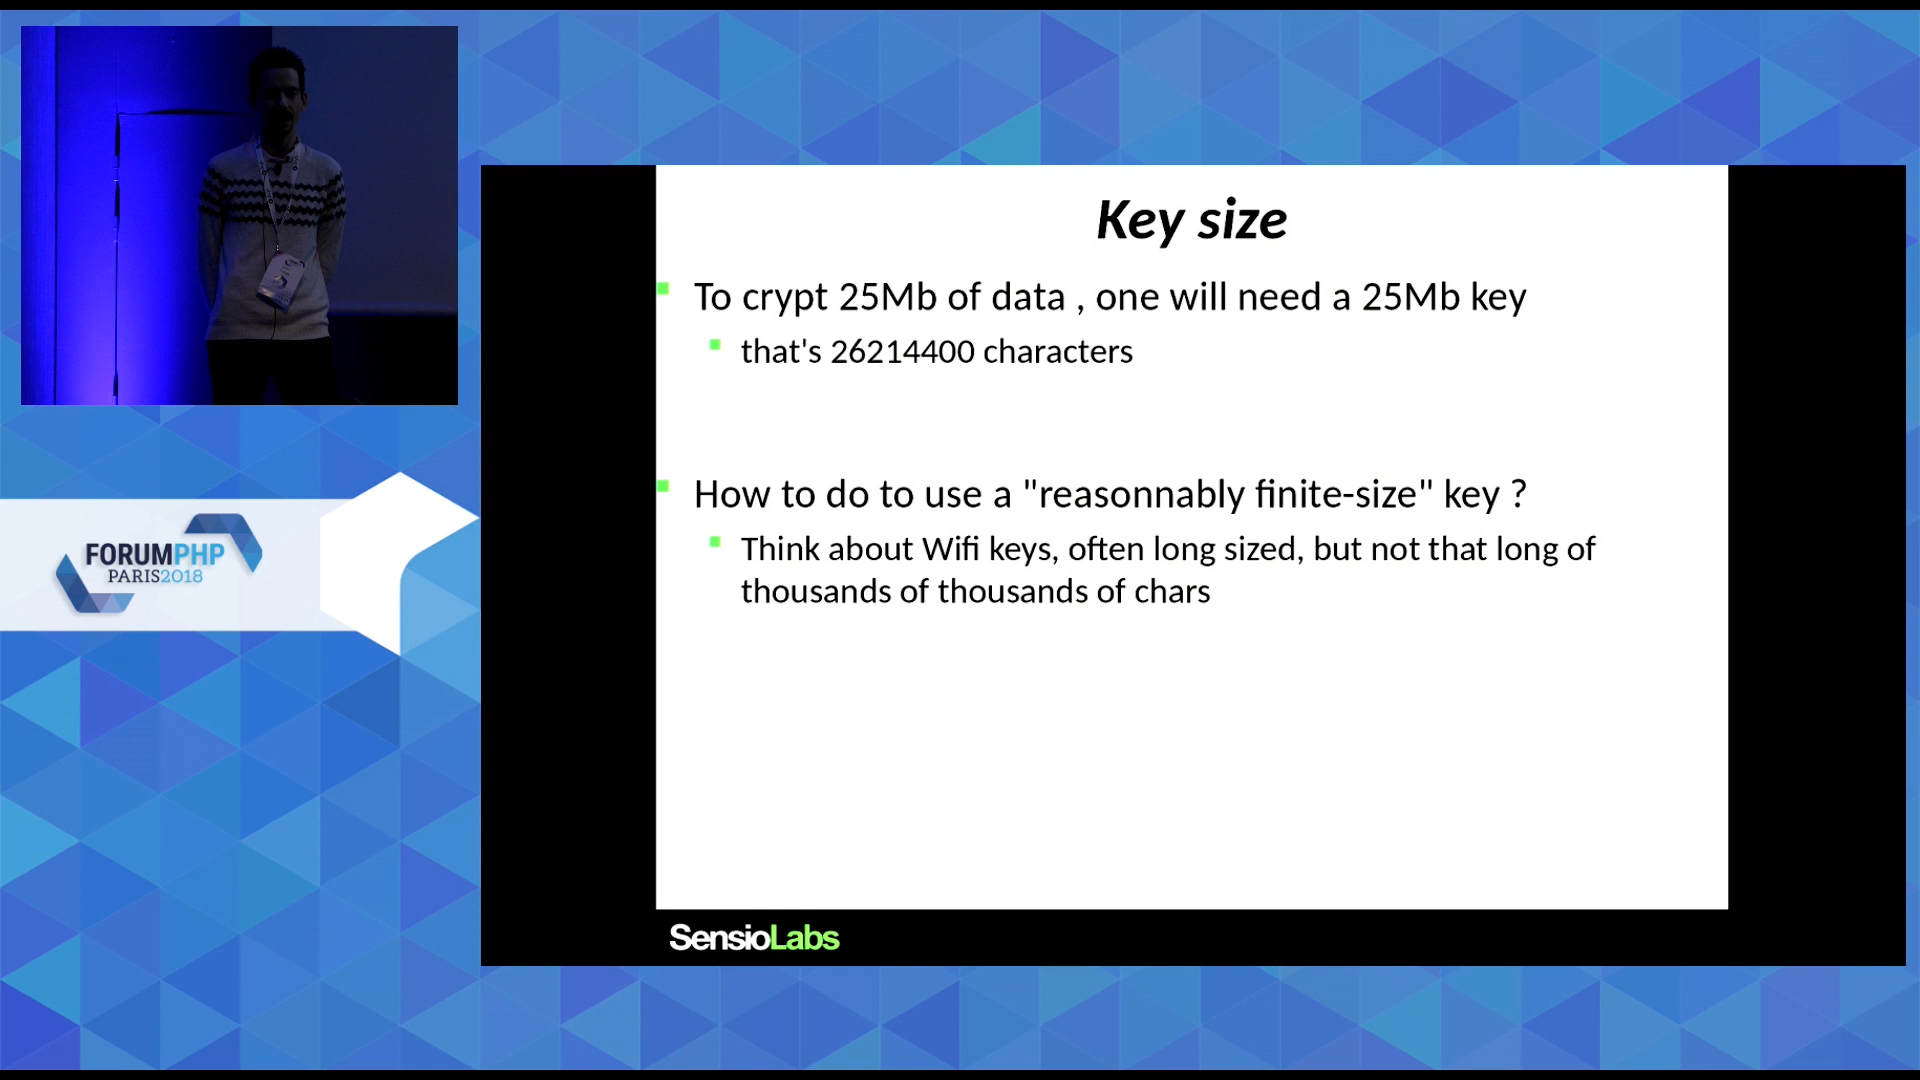 Key size
To crypt 25Mb of data , one will need a 25Mb key
that's 26214400 characters
How to do to use a "reasonnably finite-size" key ?
Think about Wifi keys, often long sized, but not that long of
thousands of thousands of chars
FORUMPHP
PARIS2018
SensioLabs